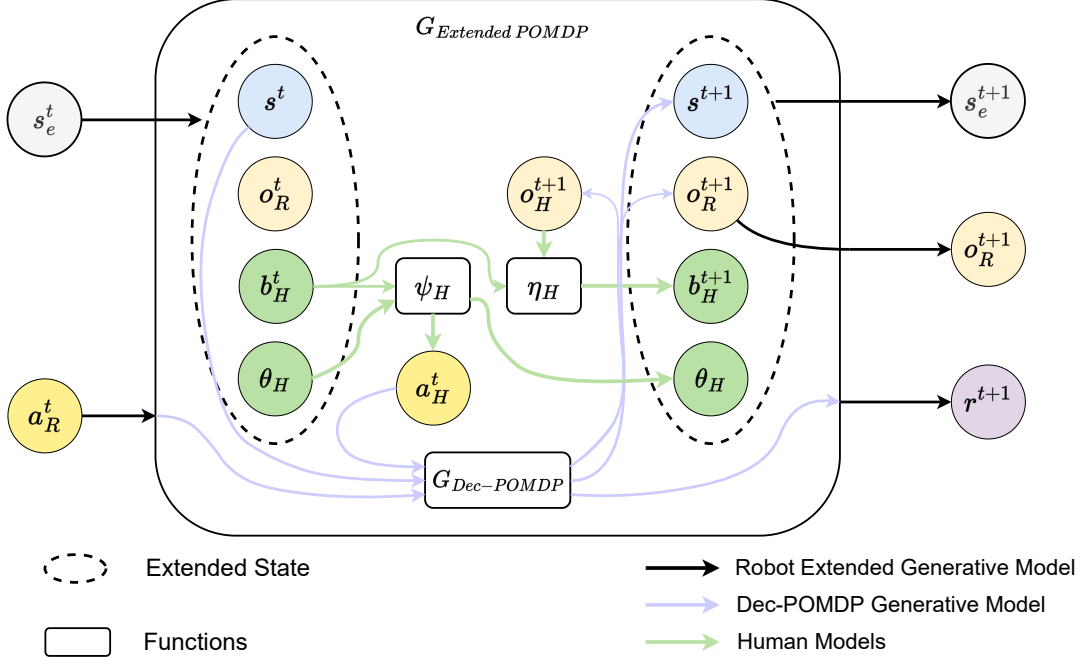 G_{Extended POMDP}
s_e^t
s^t
s^{t+1}
s_e^{t+1}
o_R^t
o_H^{t+1}
o_R^{t+1}
o_R^{t+1}
b_H^t
ψ_H
η_H
b_H^{t+1}
θ_H
a_H^t
θ_H
a_R^t
r^{t+1}
G_{Dec-POMDP}
Extended State
Functions
Robot Extended Generative Model
Dec-POMDP Generative Model
Human Models